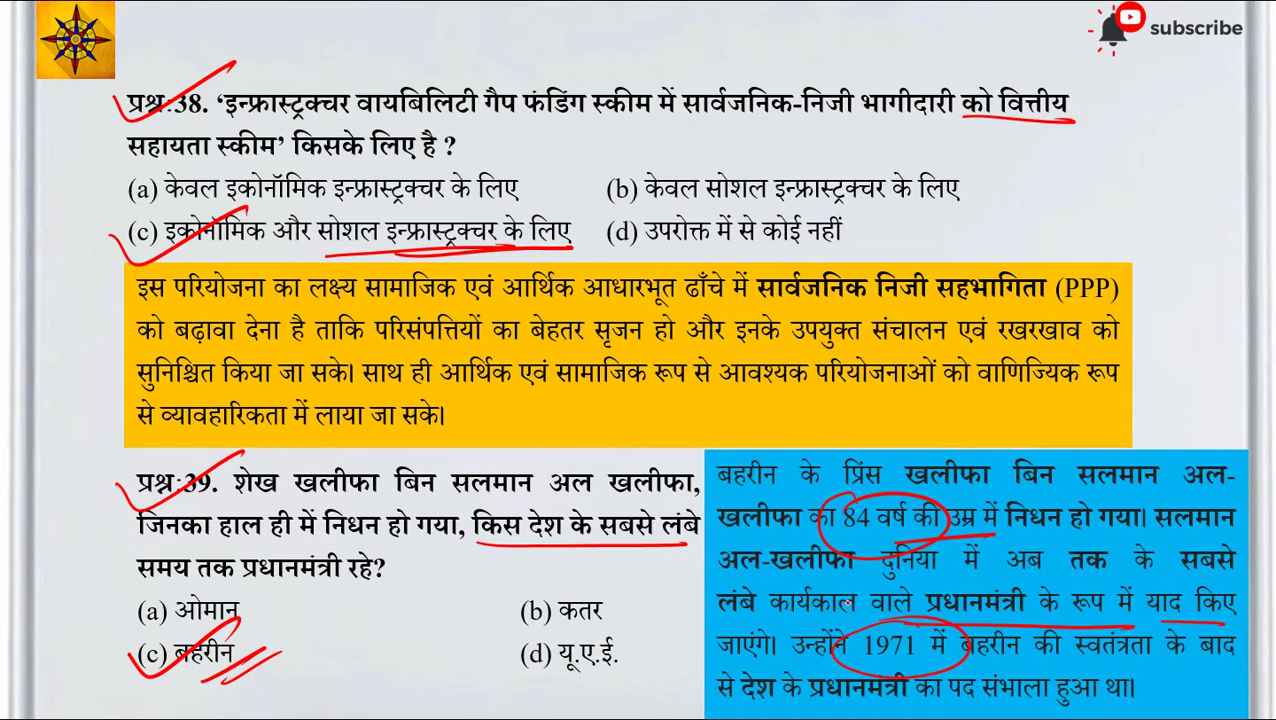 subscribe
प्रश्न:38. ‘इन्फ्रास्ट्रक्चर वायबिलिटी गैप फंडिंग स्कीम में सार्वजनिक-निजी भागीदारी को वित्तीय
सहायता स्कीम’ किसके लिए है ?
(a) केवल इकोनॉमिक इन्फ्रास्ट्रक्चर के लिए (b) केवल सोशल इन्फ्रास्ट्रक्चर के लिए
(c) इकोनॉमिक और सोशल इन्फ्रास्ट्रक्चर के लिए (d) उपरोक्त में से कोई नहीं
इस परियोजना का लक्ष्य सामाजिक एवं आर्थिक आधारभूत ढाँचे में सार्वजनिक निजी सहभागिता (PPP)
को बढ़ावा देना है ताकि परिसंपत्तियों का बेहतर सृजन हो और इनके उपयुक्त संचालन एवं रखरखाव को
सुनिश्चित किया जा सके। साथ ही आर्थिक एवं सामाजिक रूप से आवश्यक परियोजनाओं को वाणिज्यिक रूप
से व्यावहारिकता में लाया जा सके।
प्रश्न:39. शेख खलीफा बिन सलमान अल खलीफा,
जिनका हाल ही में निधन हो गया, किस देश के सबसे लंबे
समय तक प्रधानमंत्री रहे?
(a) ओमान (b) कतर
(c) बहरीन (d) यू.ए.ई.
बहरीन के प्रिंस खलीफा बिन सलमान अल-
खलीफा का 84 वर्ष की उम्र में निधन हो गया। सलमान
अल-खलीफा दुनिया में अब तक के सबसे
लंबे कार्यकाल वाले प्रधानमंत्री के रूप में याद किए
जाएंगे। उन्होंने 1971 में बहरीन की स्वतंत्रता के बाद
से देश के प्रधानमंत्री का पद संभाला हुआ था।